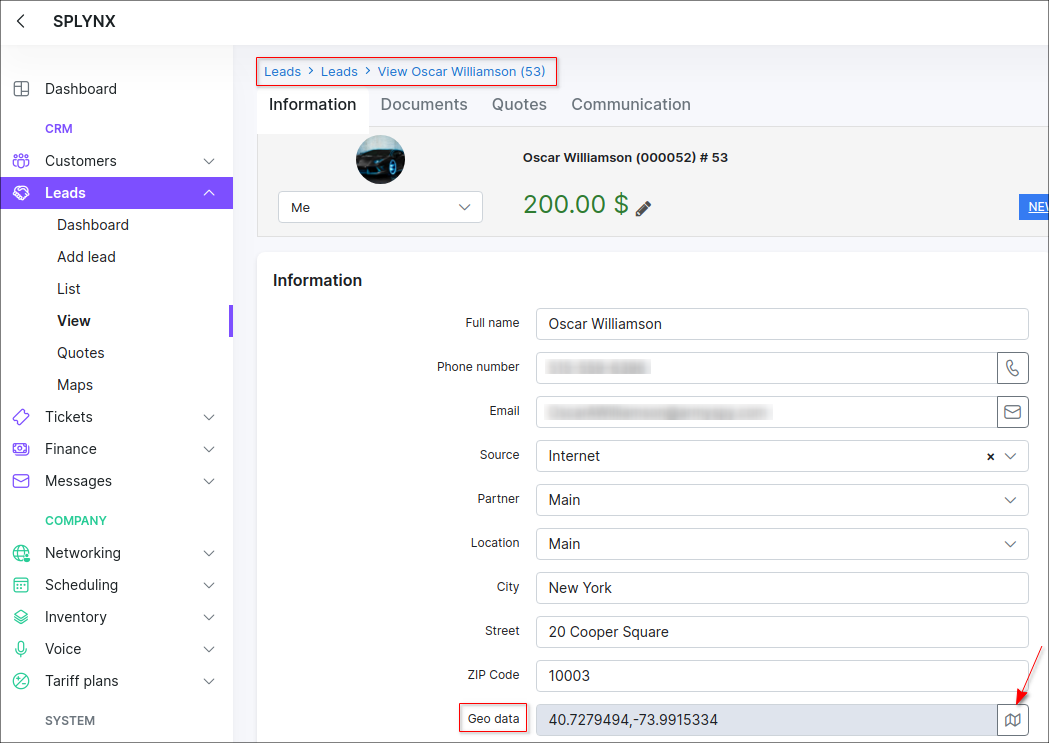 SPLYNX
Dashboard
CRM
Customers
Leads
Dashboard
Add lead
List
View
Quotes
Maps
Tickets
Finance
Messages
COMPANY
Networking
Scheduling
Inventory
Voice
Tariff plans
SYSTEM
Leads > Leads > View Oscar Williamson (53)
Information Documents Quotes Communication
Oscar Williamson (000052) # 53
Me
200.00 $
Information
Full name Oscar Williamson
Phone number
Email
Source Internet × 
Partner Main
Location Main
City New York
Street 20 Cooper Square
ZIP Code 10003
Geo data 40.7279494,-73.9915334